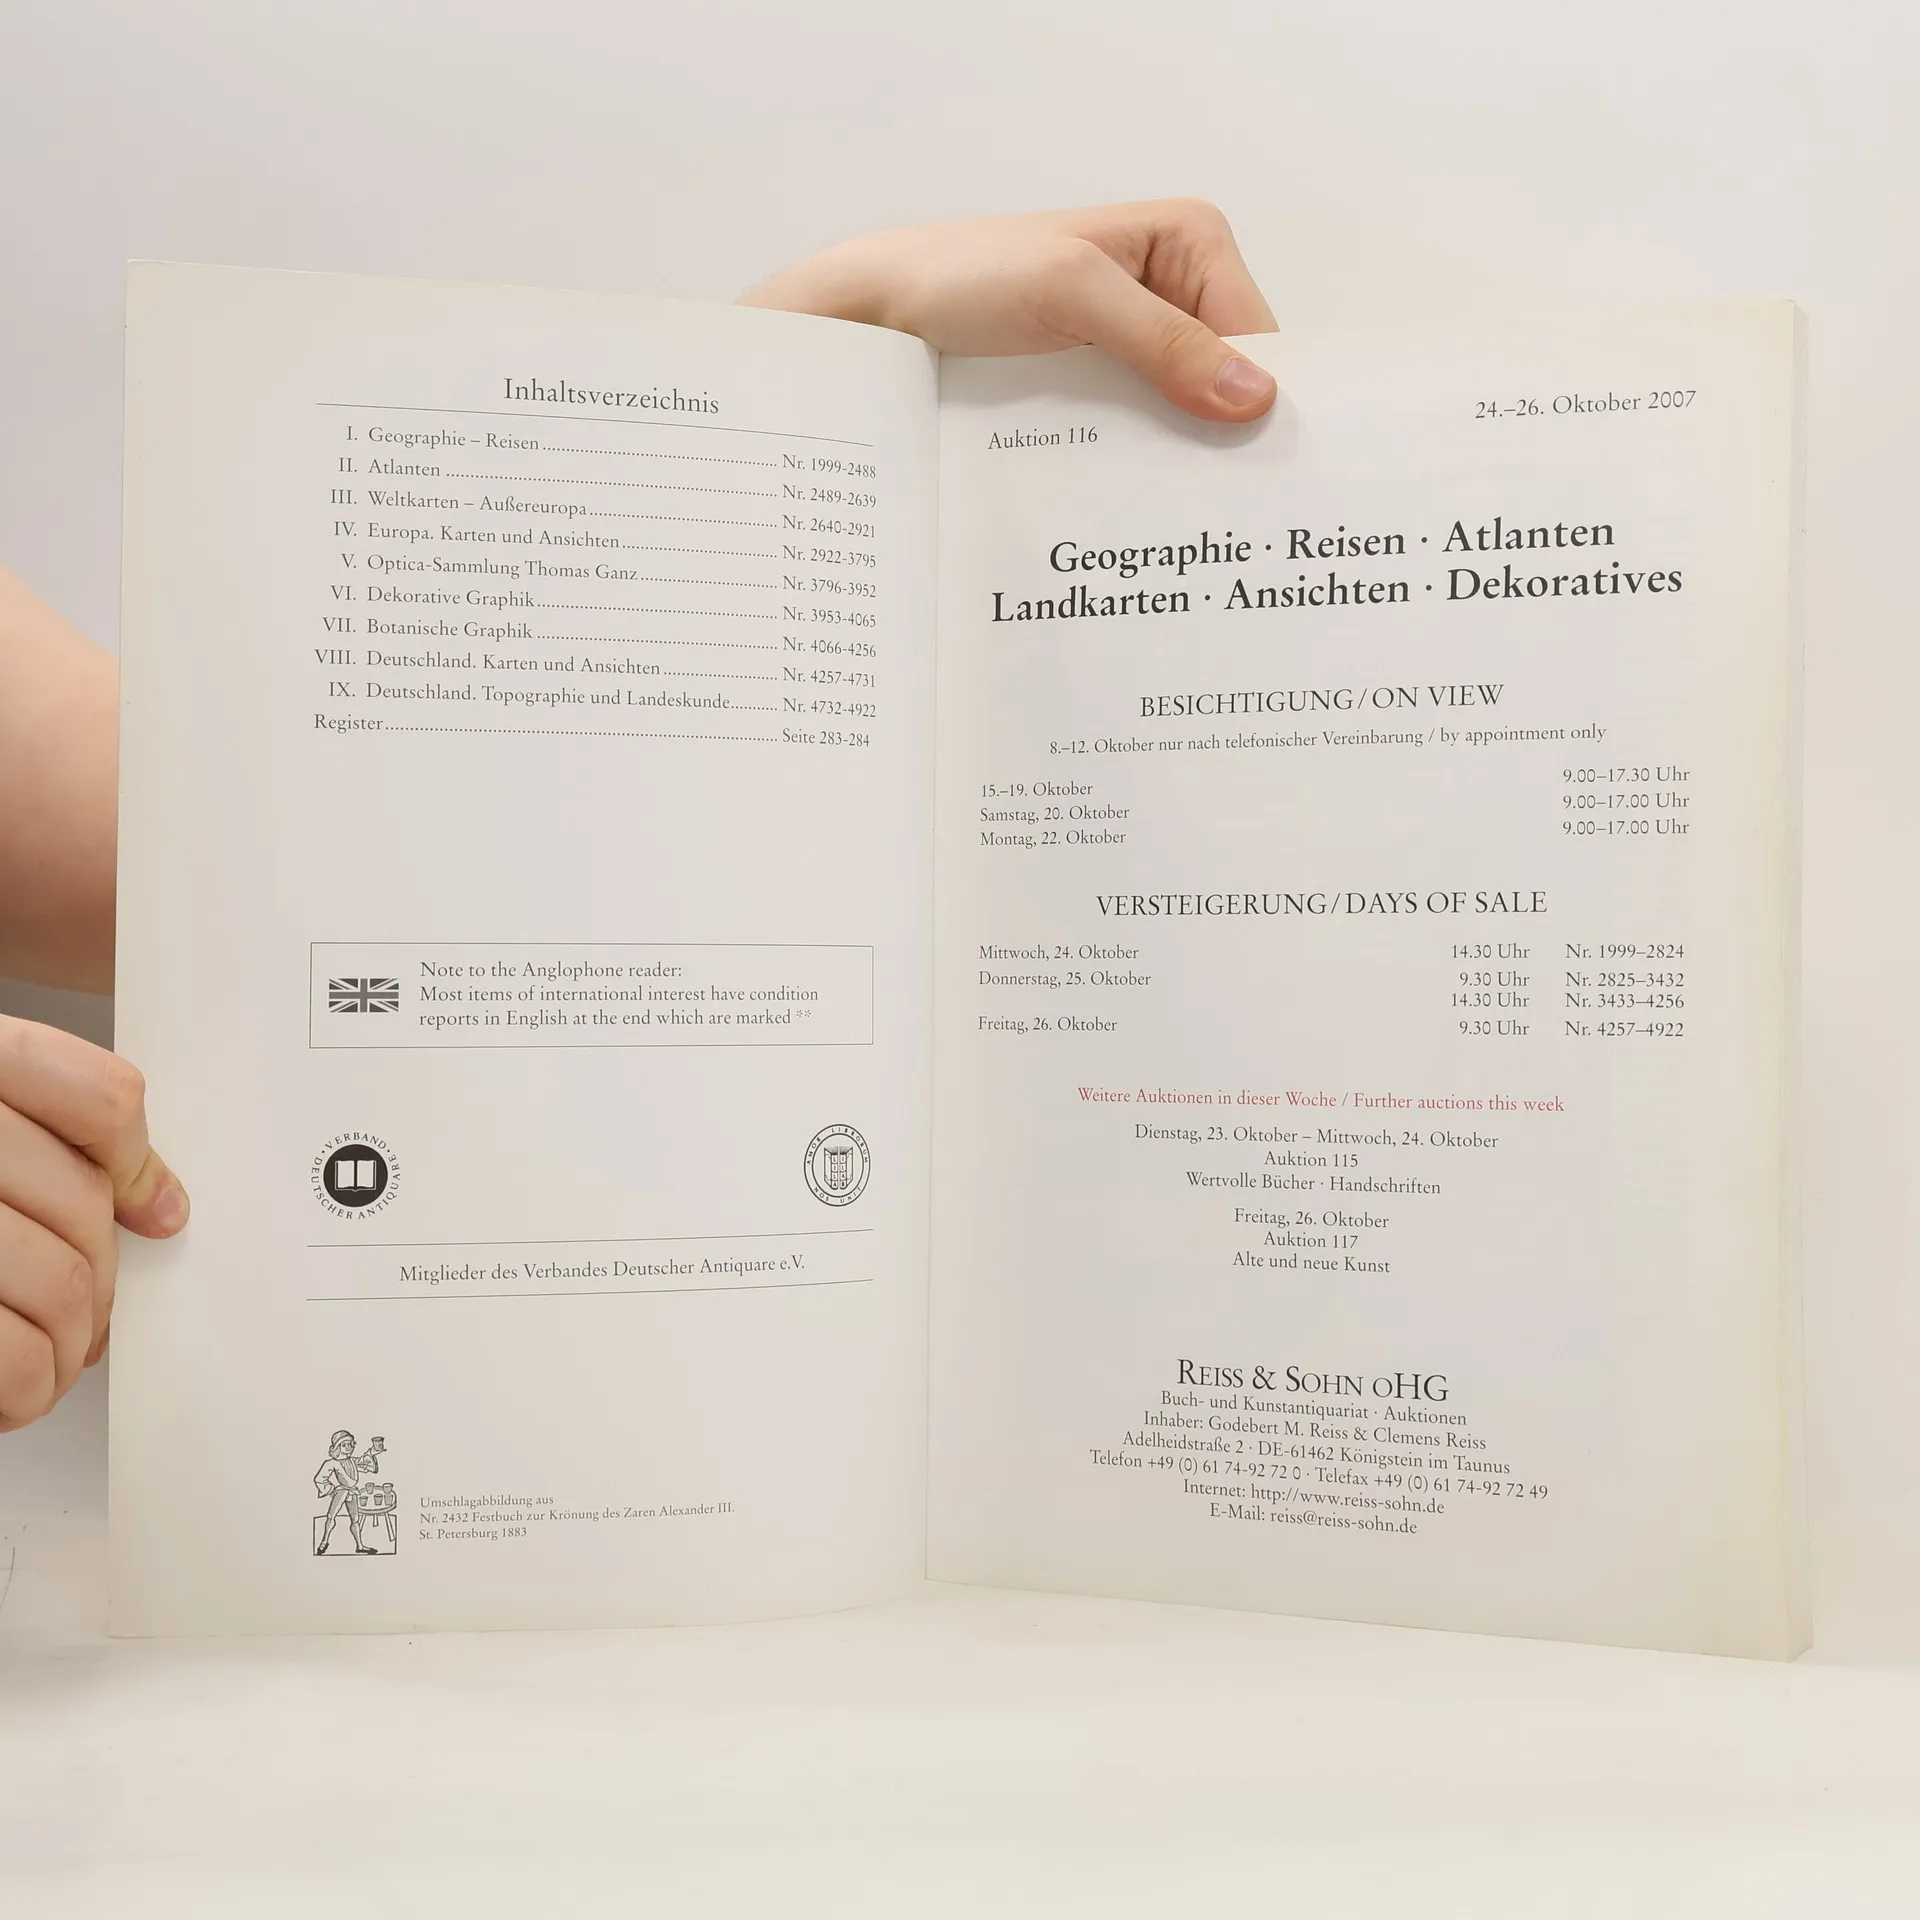 Inhaltsverzeichnis
I. Geographie – Reisen ........ Nr. 1999-2488
II. Atlanten ........ Nr. 2489-2639
III. Weltkarten – Außereuropa ........ Nr. 2640-2921
IV. Europa. Karten und Ansichten ........ Nr. 2922-3795
V. Optica-Sammlung Thomas Ganz ........ Nr. 3796-3952
VI. Dekorative Graphik ........ Nr. 3953-4065
VII. Botanische Graphik ........ Nr. 4066-4256
VIII. Deutschland. Karten und Ansichten ........ Nr. 4257-4731
IX. Deutschland. Topographie und Landeskunde ........ Nr. 4732-4922
Register ........ Seite 283-284
Note to the Anglophone reader:
Most items of international interest have condition
reports in English at the end which are marked **
VERBAND DEUTSCHER ANTIQUARE
AMOR LIBRORUM NOS UNIT
Mitglieder des Verbandes Deutscher Antiquare e.V.
Umschlagabbildung aus
Nr. 2432 Festbuch zur Krönung des Zaren Alexander III.
St. Petersburg 1883
Auktion 116 24.–26. Oktober 2007
Geographie · Reisen · Atlanten
Landkarten · Ansichten · Dekoratives
BESICHTIGUNG/ON VIEW
8.–12. Oktober nur nach telefonischer Vereinbarung / by appointment only
15.–19. Oktober 9.00–17.30 Uhr
Samstag, 20. Oktober 9.00–17.00 Uhr
Montag, 22. Oktober 9.00–17.00 Uhr
VERSTEIGERUNG/DAYS OF SALE
Mittwoch, 24. Oktober 14.30 Uhr Nr. 1999–2824
Donnerstag, 25. Oktober 9.30 Uhr Nr. 2825–3432
14.30 Uhr Nr. 3433–4256
Freitag, 26. Oktober 9.30 Uhr Nr. 4257–4922
Weitere Auktionen in dieser Woche / Further auctions this week
Dienstag, 23. Oktober – Mittwoch, 24. Oktober
Auktion 115
Wertvolle Bücher · Handschriften
Freitag, 26. Oktober
Auktion 117
Alte und neue Kunst
REISS & SOHN OHG
Buch- und Kunstantiquariat · Auktionen
Inhaber: Godebert M. Reiss & Clemens Reiss
Adelheidstraße 2 · DE-61462 Königstein im Taunus
Telefon +49 (0) 61 74-92 72 0 · Telefax +49 (0) 61 74-92 72 49
Internet: http://www.reiss-sohn.de
E-Mail: reiss@reiss-sohn.de